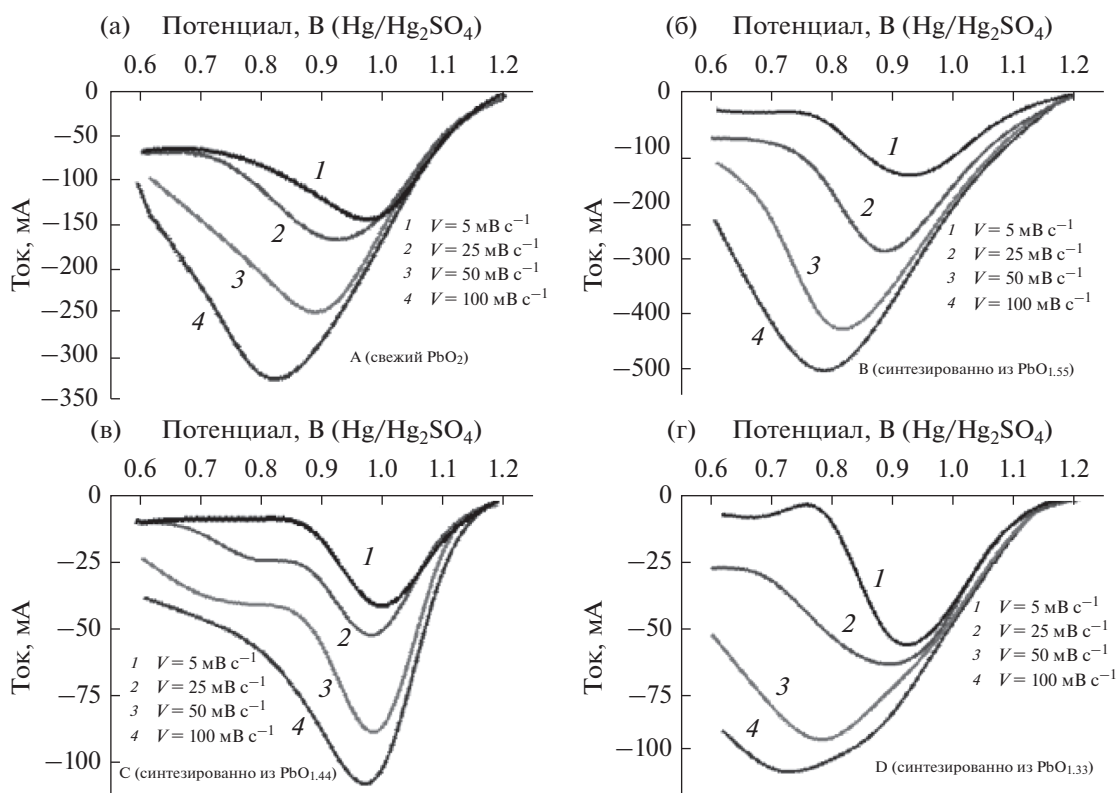 (а) Потенциал, В (Hg/Hg₂SO₄)
0.6 0.7 0.8 0.9 1.0 1.1 1.2
0
−50
−100
−150
−200
−250
−300
−350
Ток, мА
1
2
3
4
1 V = 5 мВ с⁻¹
2 V = 25 мВ с⁻¹
3 V = 50 мВ с⁻¹
4 V = 100 мВ с⁻¹
A (свежий PbO₂)
(б) Потенциал, В (Hg/Hg₂SO₄)
0.6 0.7 0.8 0.9 1.0 1.1 1.2
0
−100
−200
−300
−400
−500
Ток, мА
1
2
3
4
1 V = 5 мВ с⁻¹
2 V = 25 мВ с⁻¹
3 V = 50 мВ с⁻¹
4 V = 100 мВ с⁻¹
B (синтезированно из PbO₁.₅₅)
(в) Потенциал, В (Hg/Hg₂SO₄)
0.6 0.7 0.8 0.9 1.0 1.1 1.2
0
−25
−50
−75
−100
Ток, мА
1
2
3
4
1 V = 5 мВ с⁻¹
2 V = 25 мВ с⁻¹
3 V = 50 мВ с⁻¹
4 V = 100 мВ с⁻¹
C (синтезированно из PbO₁.₄₄)
(г) Потенциал, В (Hg/Hg₂SO₄)
0.6 0.7 0.8 0.9 1.0 1.1 1.2
0
−25
−50
−75
−100
Ток, мА
1
2
3
4
1 V = 5 мВ с⁻¹
2 V = 25 мВ с⁻¹
3 V = 50 мВ с⁻¹
4 V = 100 мВ с⁻¹
D (синтезированно из PbO₁.₃₃)